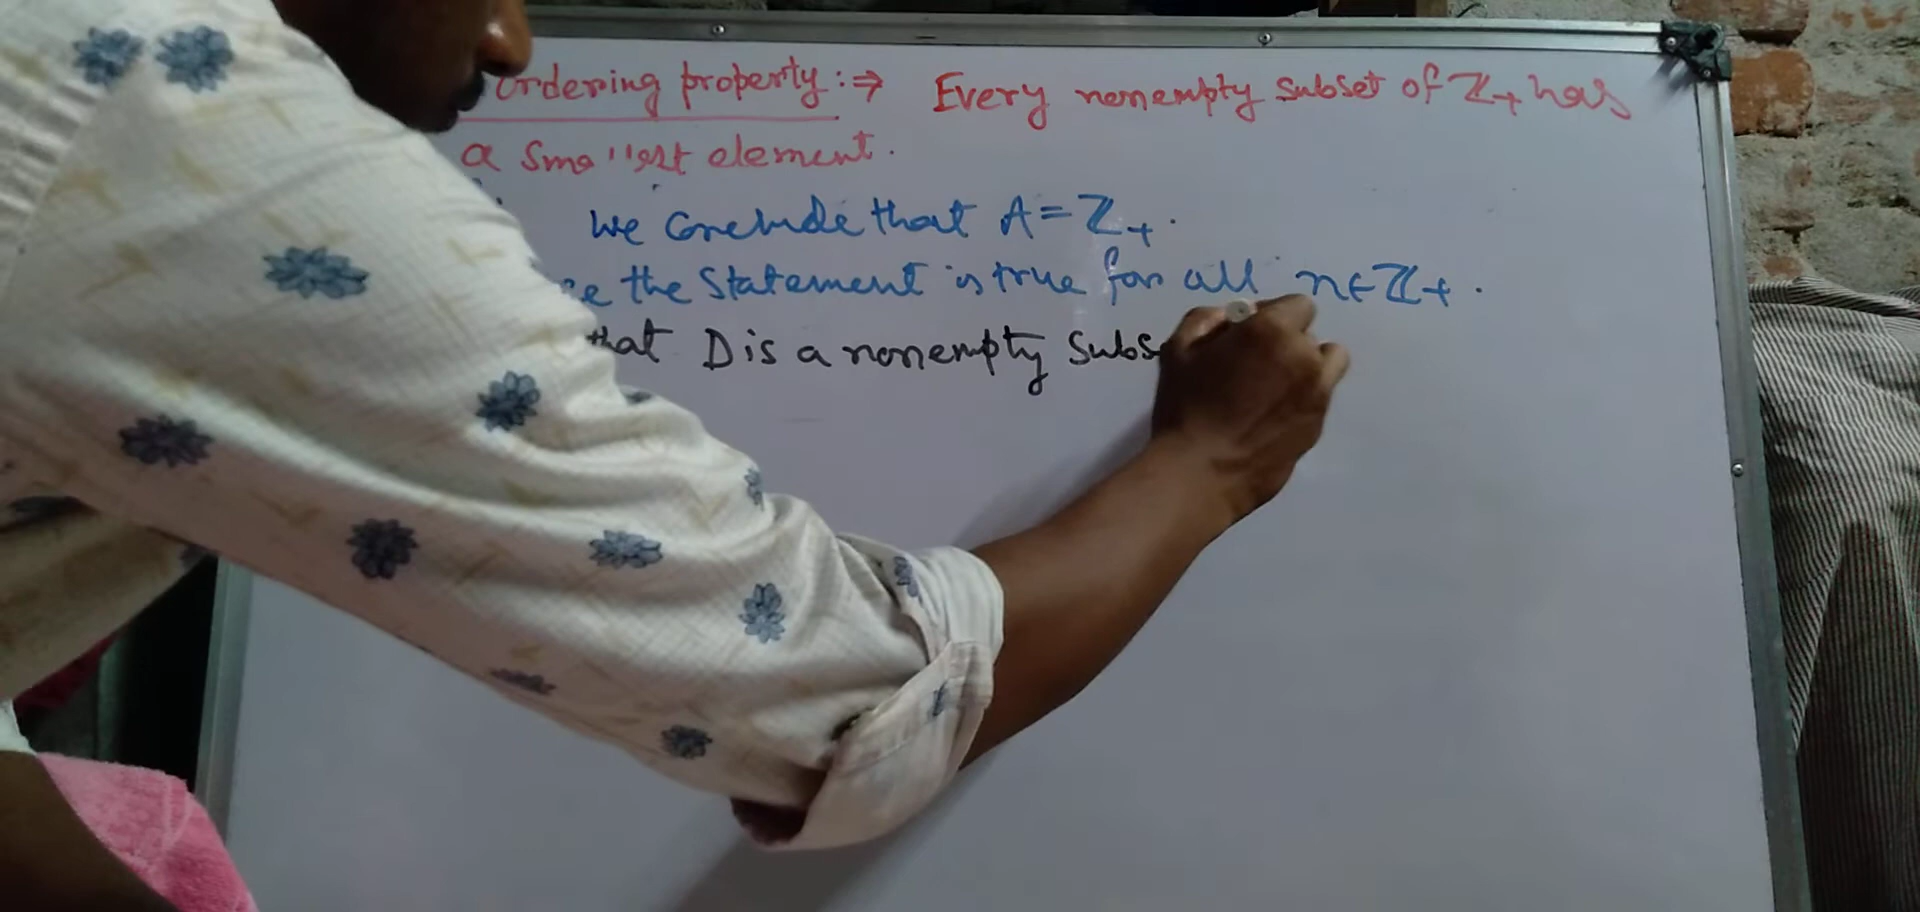 ordering property :⇒ Every nonempty subset of ℤ₊ has
a smallest element.
We conclude that A = ℤ₊.
the statement is true for all n ∈ ℤ₊.
that D is a nonempty subs